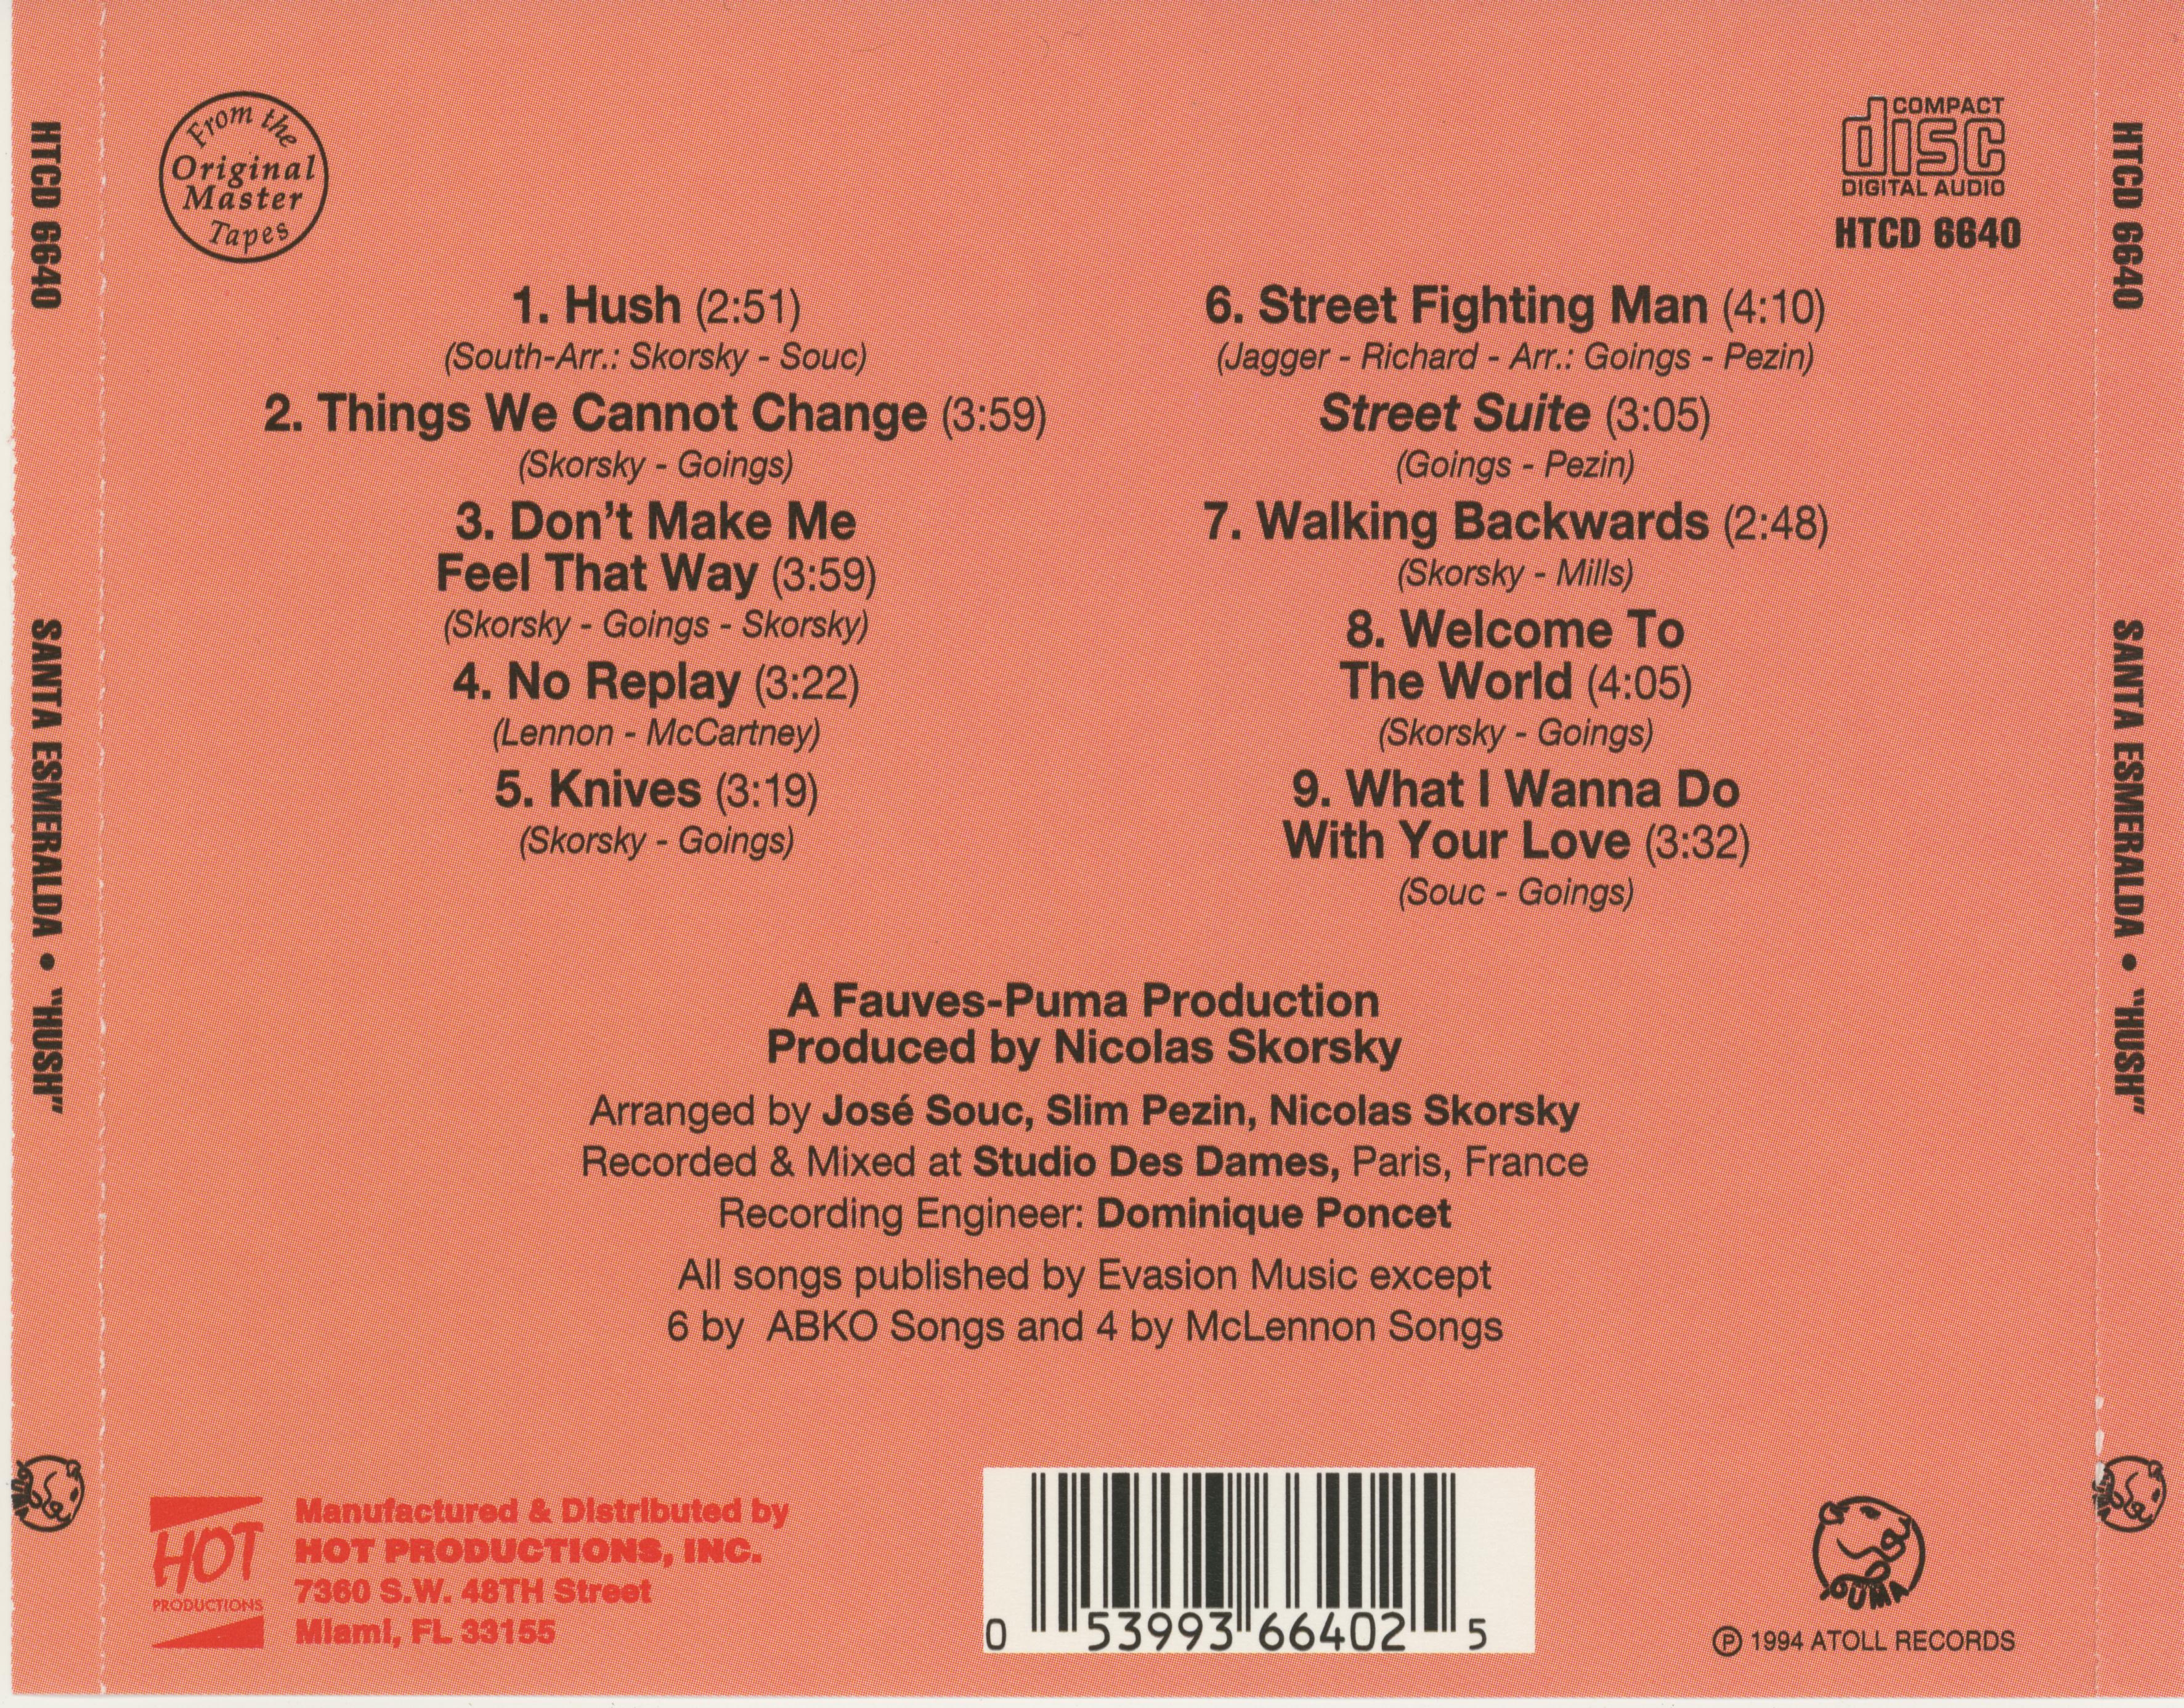 HTCD 6640
SANTA ESMERALDA • "HUSH"
PUMA
From the
Original
Master
Tapes
COMPACT
disc
DIGITAL AUDIO
HTCD 6640
1. Hush (2:51)
(South-Arr.: Skorsky - Souc)
2. Things We Cannot Change (3:59)
(Skorsky - Goings)
3. Don't Make Me
Feel That Way (3:59)
(Skorsky - Goings - Skorsky)
4. No Replay (3:22)
(Lennon - McCartney)
5. Knives (3:19)
(Skorsky - Goings)
6. Street Fighting Man (4:10)
(Jagger - Richard - Arr.: Goings - Pezin)
Street Suite (3:05)
(Goings - Pezin)
7. Walking Backwards (2:48)
(Skorsky - Mills)
8. Welcome To
The World (4:05)
(Skorsky - Goings)
9. What I Wanna Do
With Your Love (3:32)
(Souc - Goings)
A Fauves-Puma Production
Produced by Nicolas Skorsky
Arranged by José Souc, Slim Pezin, Nicolas Skorsky
Recorded & Mixed at Studio Des Dames, Paris, France
Recording Engineer: Dominique Poncet
All songs published by Evasion Music except
6 by ABKO Songs and 4 by McLennon Songs
HOT
PRODUCTIONS
Manufactured & Distributed by
HOT PRODUCTIONS, INC.
7360 S.W. 48TH Street
Miami, FL 33155
0 53993 66402 5
PUMA
℗ 1994 ATOLL RECORDS
HTCD 6640
SANTA ESMERALDA • "HUSH"
PUMA